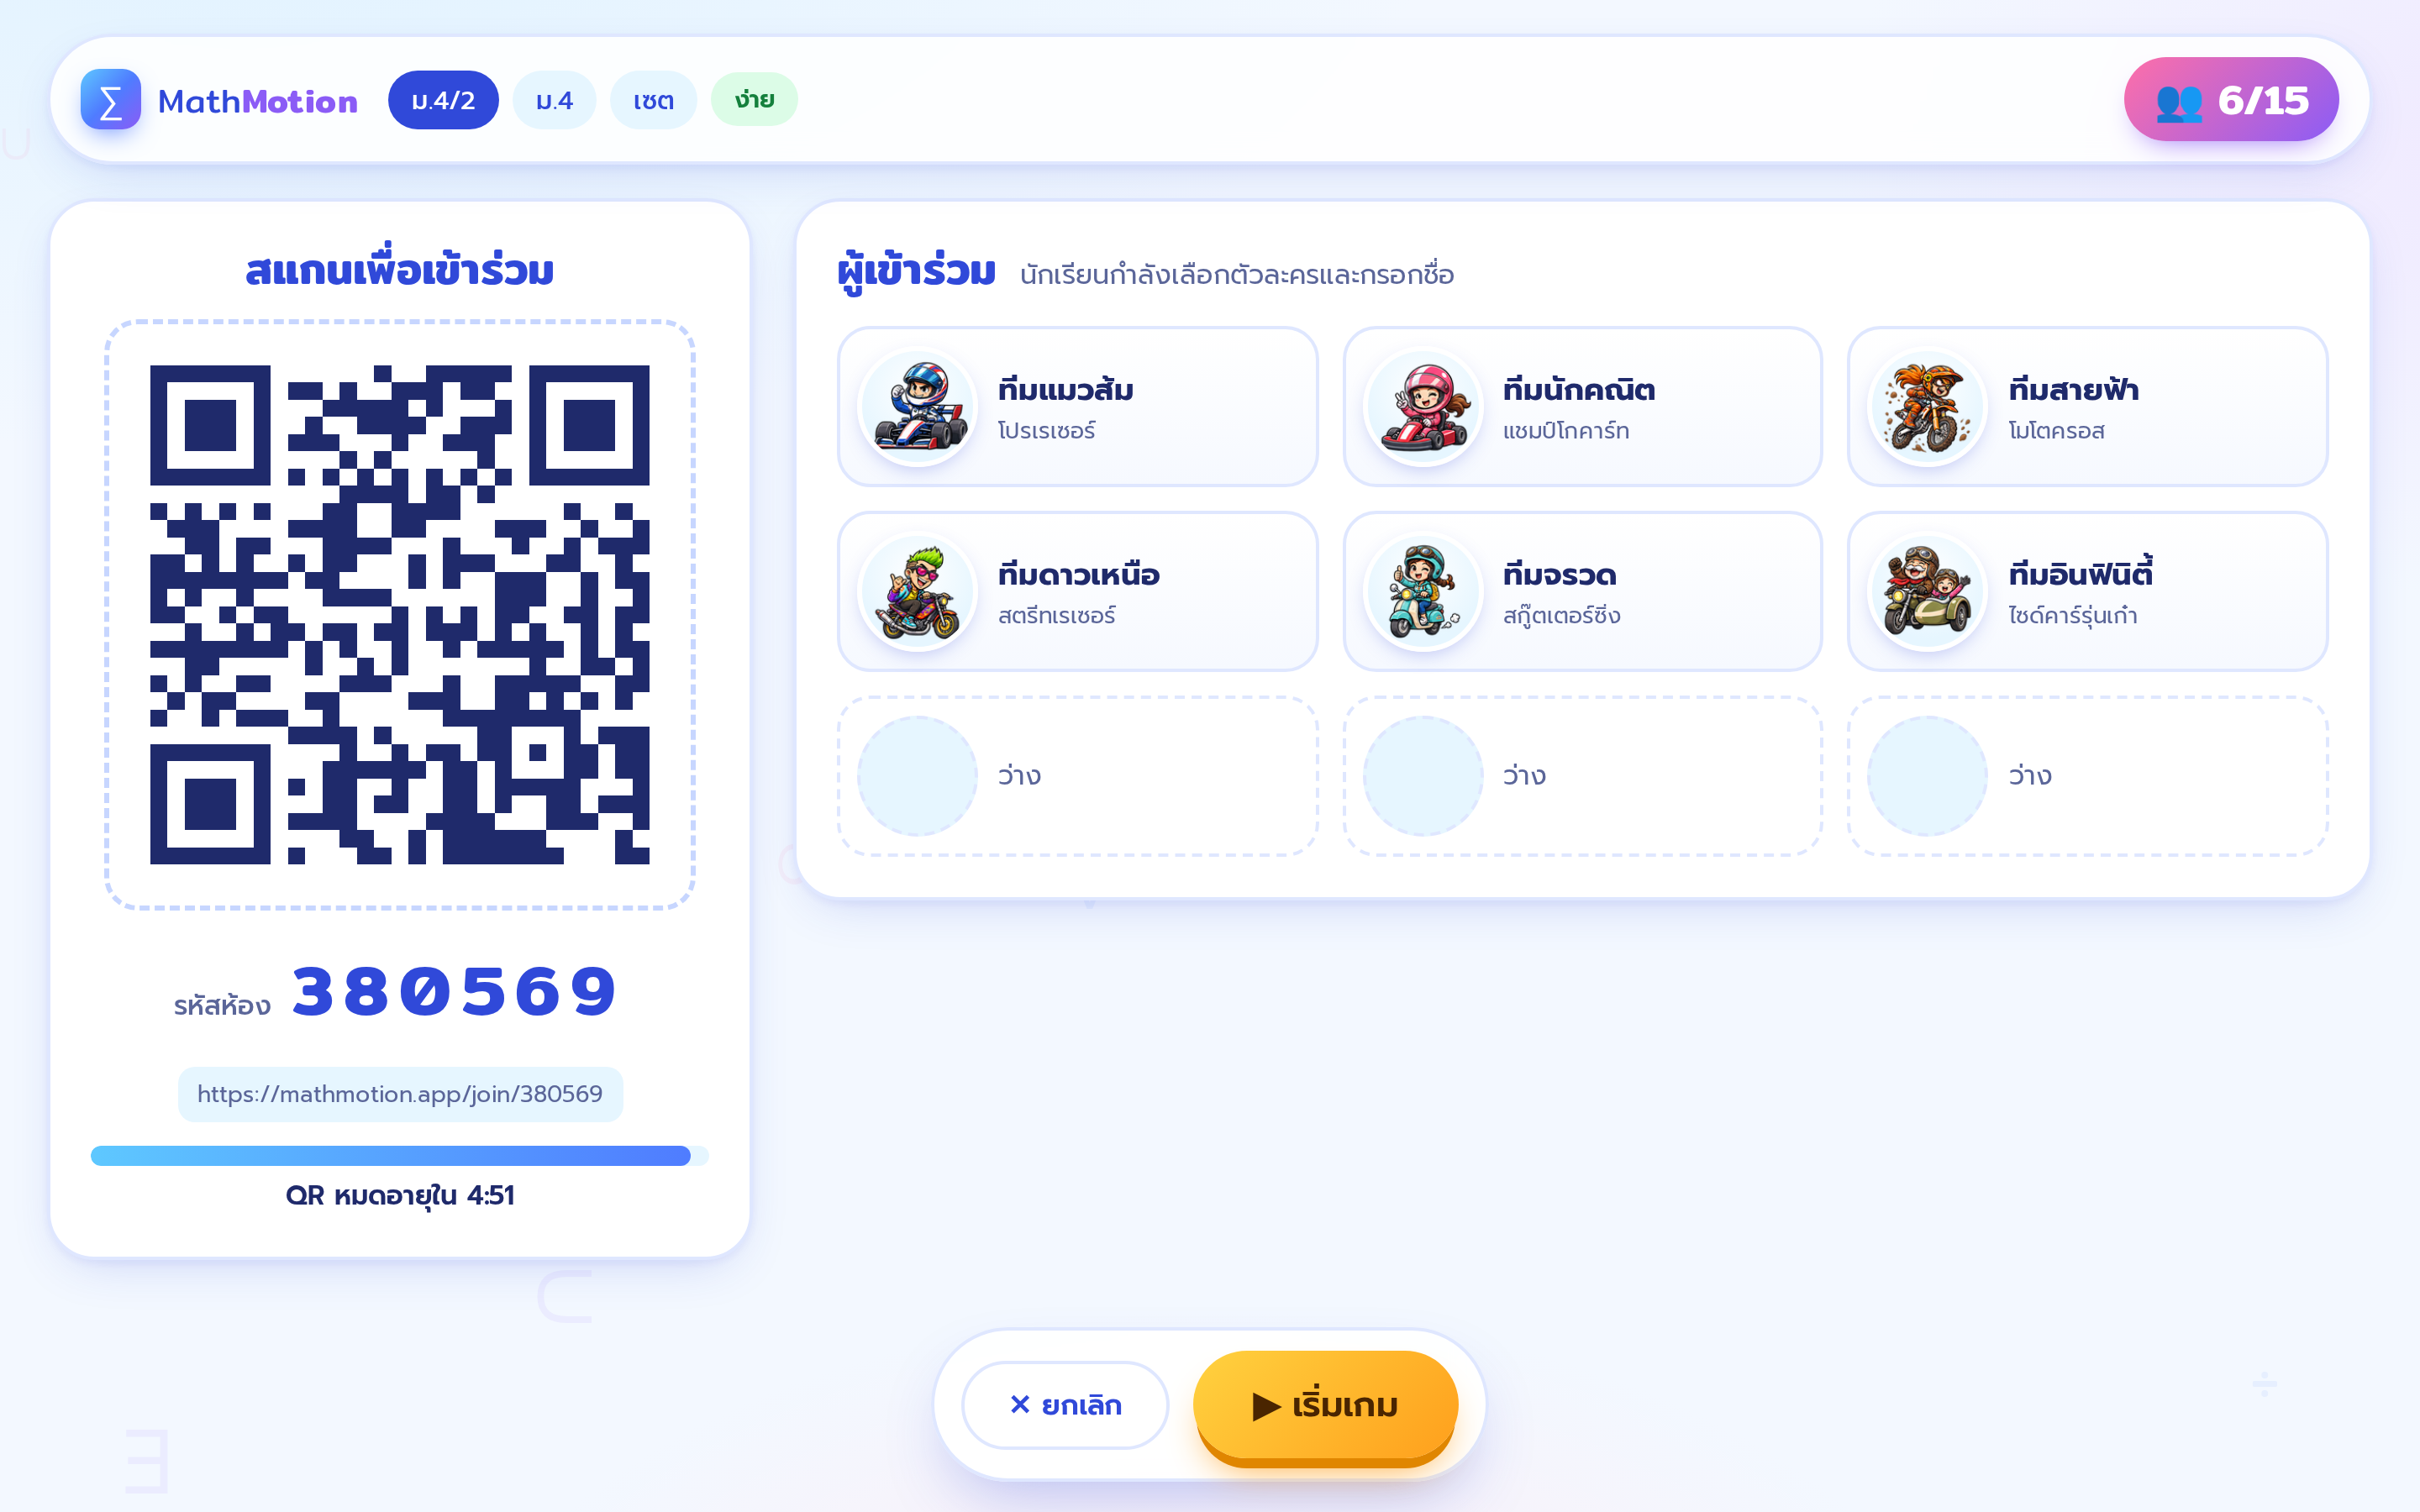 ∑ MathMotion ม.4/2 ม.4 เซต ง่าย 6/15
สแกนเพื่อเข้าร่วม
รหัสห้อง 380569
https://mathmotion.app/join/380569
QR หมดอายุใน 4:51
ผู้เข้าร่วม นักเรียนกำลังเลือกตัวละครและกรอกชื่อ
ทีมแมวส้ม
โปรเรเซอร์
ทีมนักคณิต
แชมป์โกคาร์ท
ทีมสายฟ้า
โมโตครอส
ทีมดาวเหนือ
สตรีทเรเซอร์
ทีมจรวด
สกู๊ตเตอร์ซิ่ง
ทีมอินฟินิตี้
ไซด์คาร์รุ่นเก๋า
ว่าง
ว่าง
ว่าง
✕ ยกเลิก
▶ เริ่มเกม